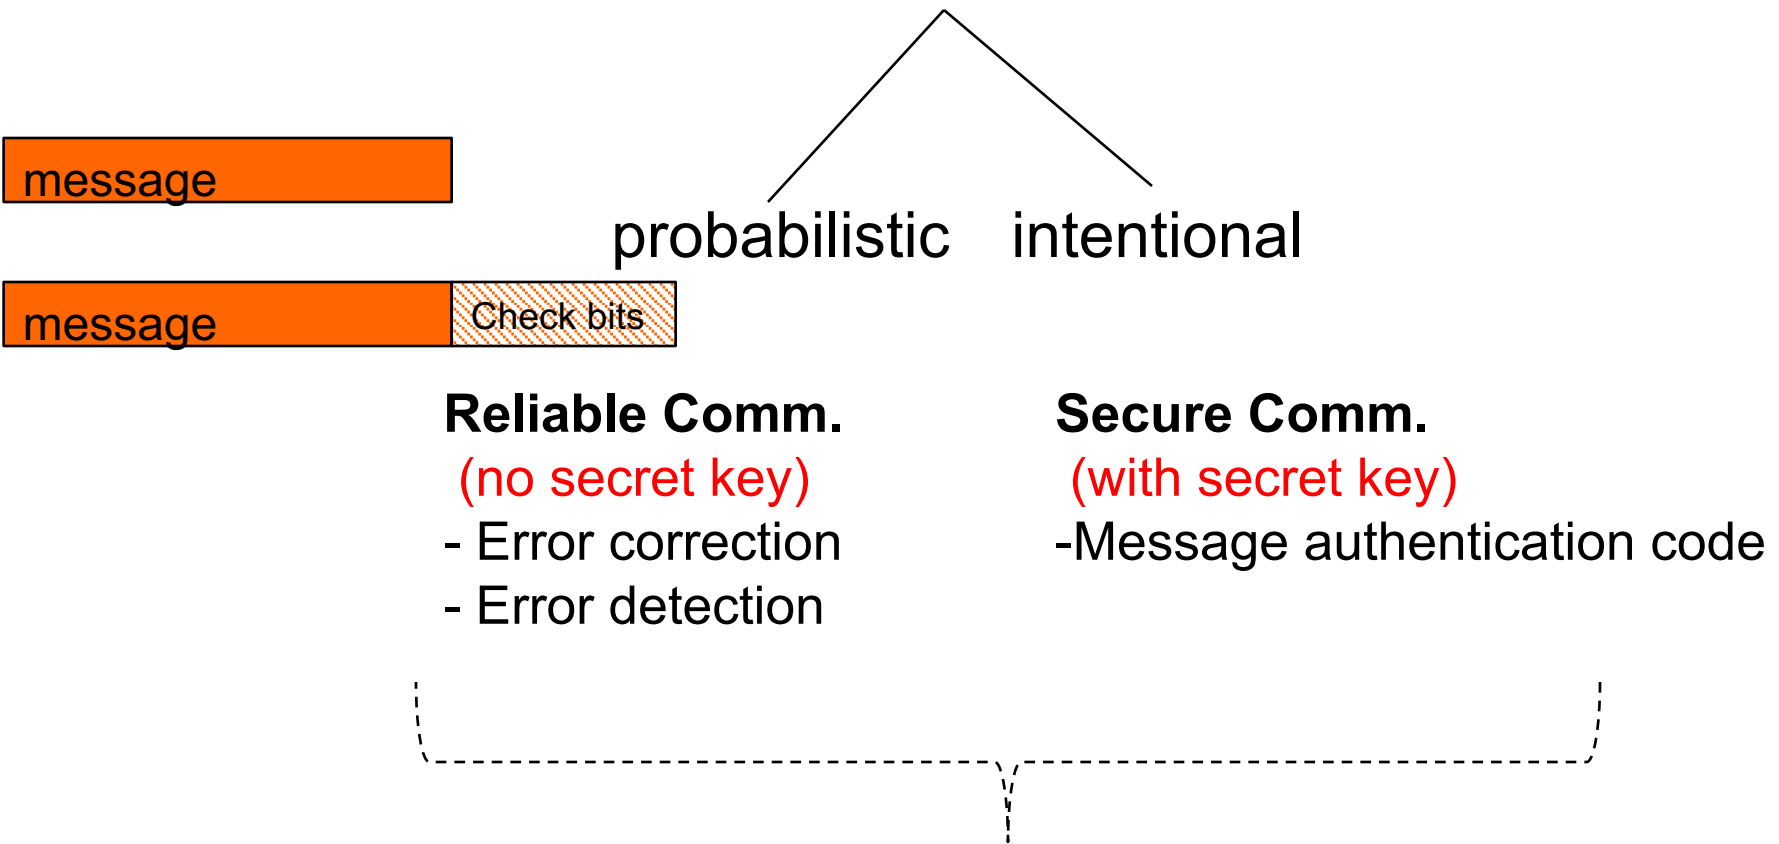 message
probabilistic intentional
message Check bits
Reliable Comm.
(no secret key)
- Error correction
- Error detection
Secure Comm.
(with secret key)
-Message authentication code